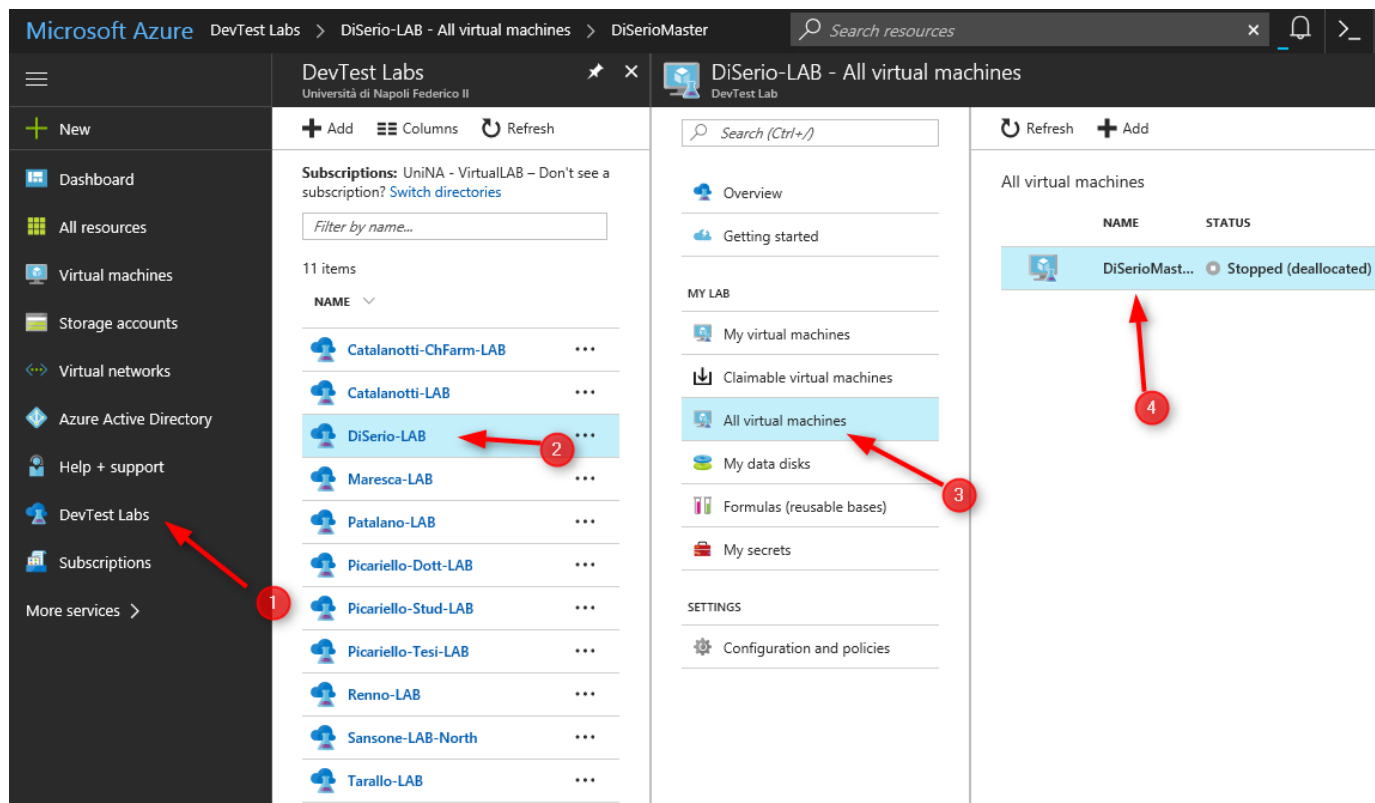 Microsoft Azure DevTest Labs > DiSerio-LAB - All virtual machines > DiSerioMaster
Search resources
New
Dashboard
All resources
Virtual machines
Storage accounts
Virtual networks
Azure Active Directory
Help + support
DevTest Labs
Subscriptions
More services >
1
DevTest Labs
Università di Napoli Federico II
Add Columns Refresh
Subscriptions: UniNA - VirtualLAB – Don't see a
subscription? Switch directories
Filter by name...
11 items
NAME
Catalanotti-ChFarm-LAB ...
Catalanotti-LAB ...
DiSerio-LAB ...
2
Maresca-LAB ...
Patalano-LAB ...
Picariello-Dott-LAB ...
Picariello-Stud-LAB ...
Picariello-Tesi-LAB ...
Renno-LAB ...
Sansone-LAB-North ...
Tarallo-LAB ...
DiSerio-LAB - All virtual machines
DevTest Lab
Search (Ctrl+/)
Overview
Getting started
MY LAB
My virtual machines
Claimable virtual machines
All virtual machines
My data disks
3
Formulas (reusable bases)
My secrets
SETTINGS
Configuration and policies
Refresh Add
All virtual machines
NAME STATUS
DiSerioMast... Stopped (deallocated)
4